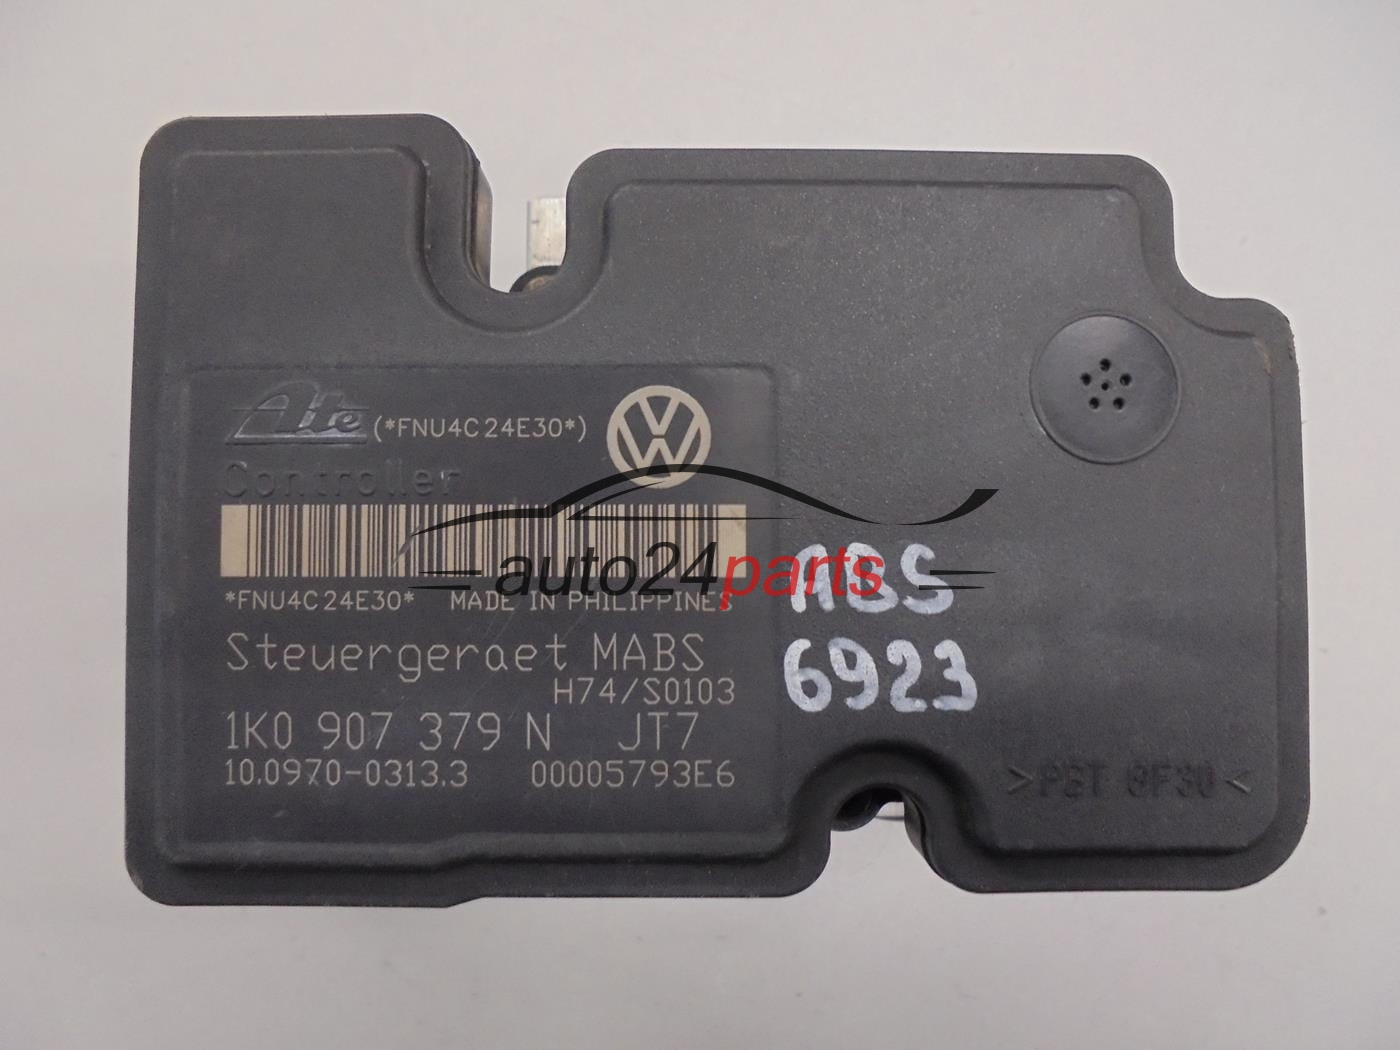 Ate (*FNU4C24E30*)
Controller
*FNU4C24E30* MADE IN PHILIPPINES
Steuergeraet MABS
H74/S0103
1K0 907 379 N JT7
10.0970-0313.3 00005793E6
auto24parts
ABS
6923
>PBT GF30<